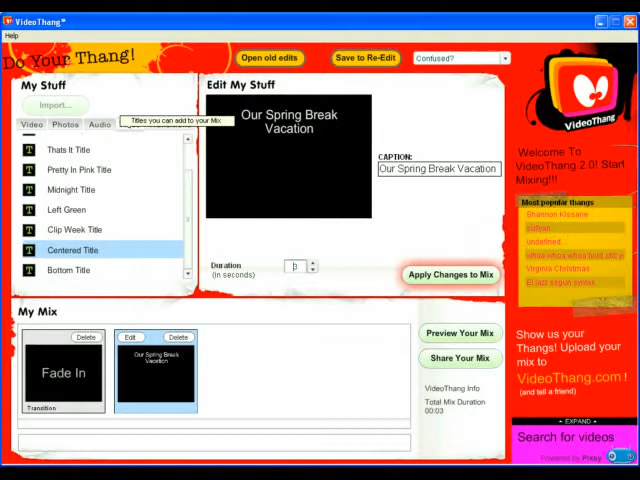 VideoThang*
Help
Do Your Thang!
Open old edits
Save to Re-Edit
Confused?
My Stuff
Import...
Video
Photos
Audio
Titles you can add to your Mix
Thats It Title
Pretty In Pink Title
Midnight Title
Left Green
Clip Week Title
Centered Title
Bottom Title
Edit My Stuff
Our Spring Break
Vacation
CAPTION:
Our Spring Break Vacation
Duration
(in seconds)
3
Apply Changes to Mix
VideoThang
Welcome To
VideoThang 2.0! Start
Mixing!!!
Most popular thangs
Shannon Kissane
undefined...
Virginia Christmas
My Mix
Delete
Fade In
Transition
Edit
Delete
Our Spring Break
Vacation
Preview Your Mix
Share Your Mix
VideoThang Info
Total Mix Duration
00:03
Show us your
Thangs! Upload your
mix to
VideoThang.com !
(and tell a friend)
EXPAND
Search for videos
Powered by Pixsy